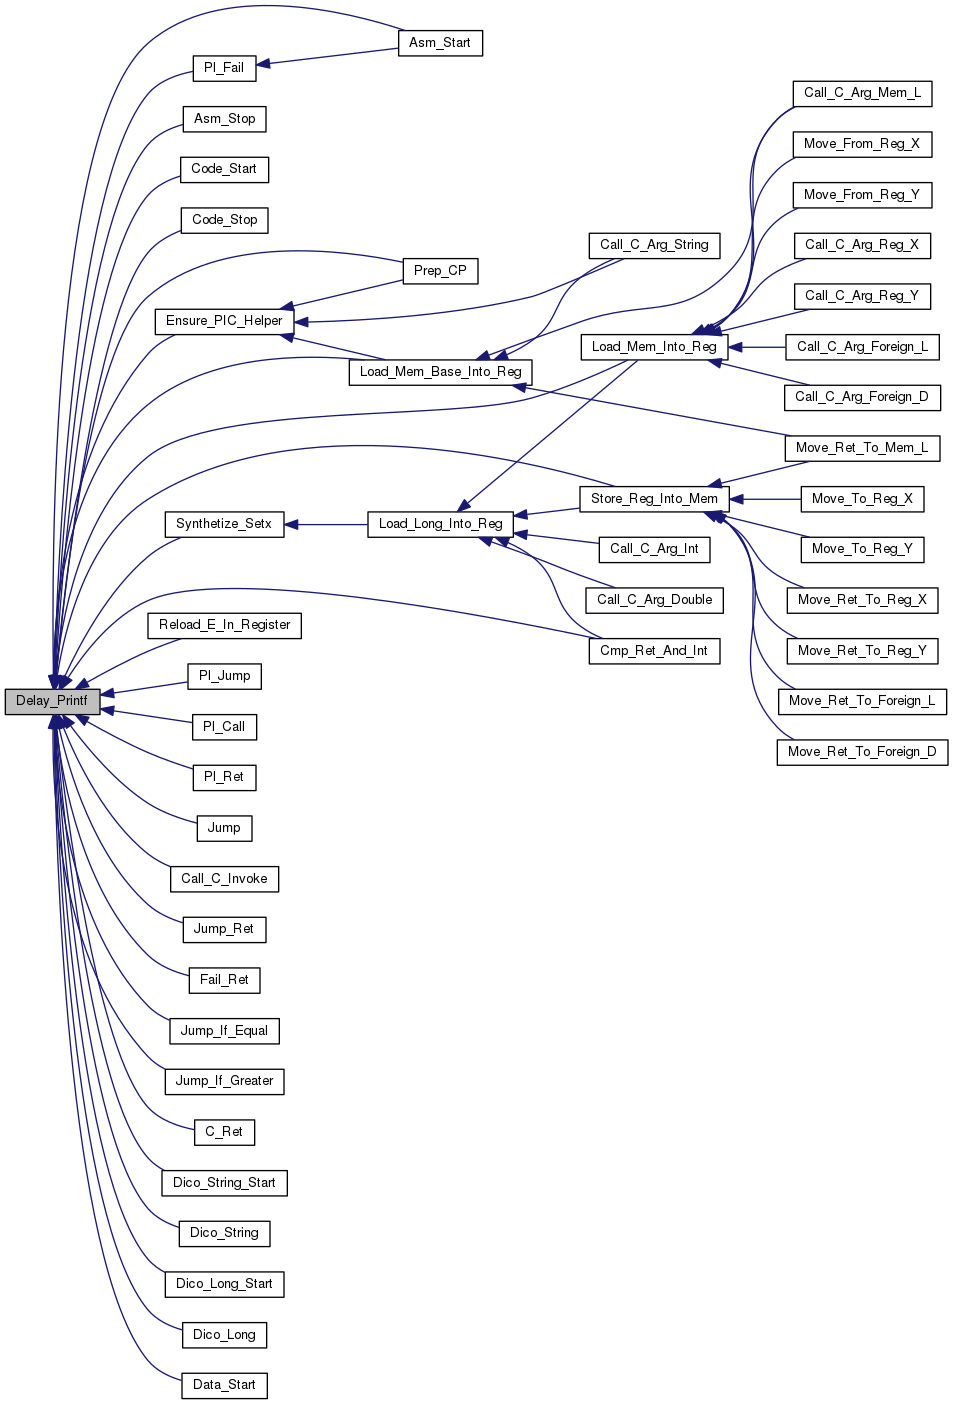 Asm_Start
Pl_Fail
Call_C_Arg_Mem_L
Asm_Stop
Move_From_Reg_X
Code_Start
Move_From_Reg_Y
Code_Stop
Call_C_Arg_String
Call_C_Arg_Reg_X
Prep_CP
Call_C_Arg_Reg_Y
Ensure_PIC_Helper
Load_Mem_Into_Reg
Call_C_Arg_Foreign_L
Load_Mem_Base_Into_Reg
Call_C_Arg_Foreign_D
Move_Ret_To_Mem_L
Store_Reg_Into_Mem
Move_To_Reg_X
Synthetize_Setx
Load_Long_Into_Reg
Call_C_Arg_Int
Move_To_Reg_Y
Call_C_Arg_Double
Move_Ret_To_Reg_X
Reload_E_In_Register
Cmp_Ret_And_Int
Move_Ret_To_Reg_Y
Pl_Jump
Delay_Printf
Move_Ret_To_Foreign_L
Pl_Call
Move_Ret_To_Foreign_D
Pl_Ret
Jump
Call_C_Invoke
Jump_Ret
Fail_Ret
Jump_If_Equal
Jump_If_Greater
C_Ret
Dico_String_Start
Dico_String
Dico_Long_Start
Dico_Long
Data_Start